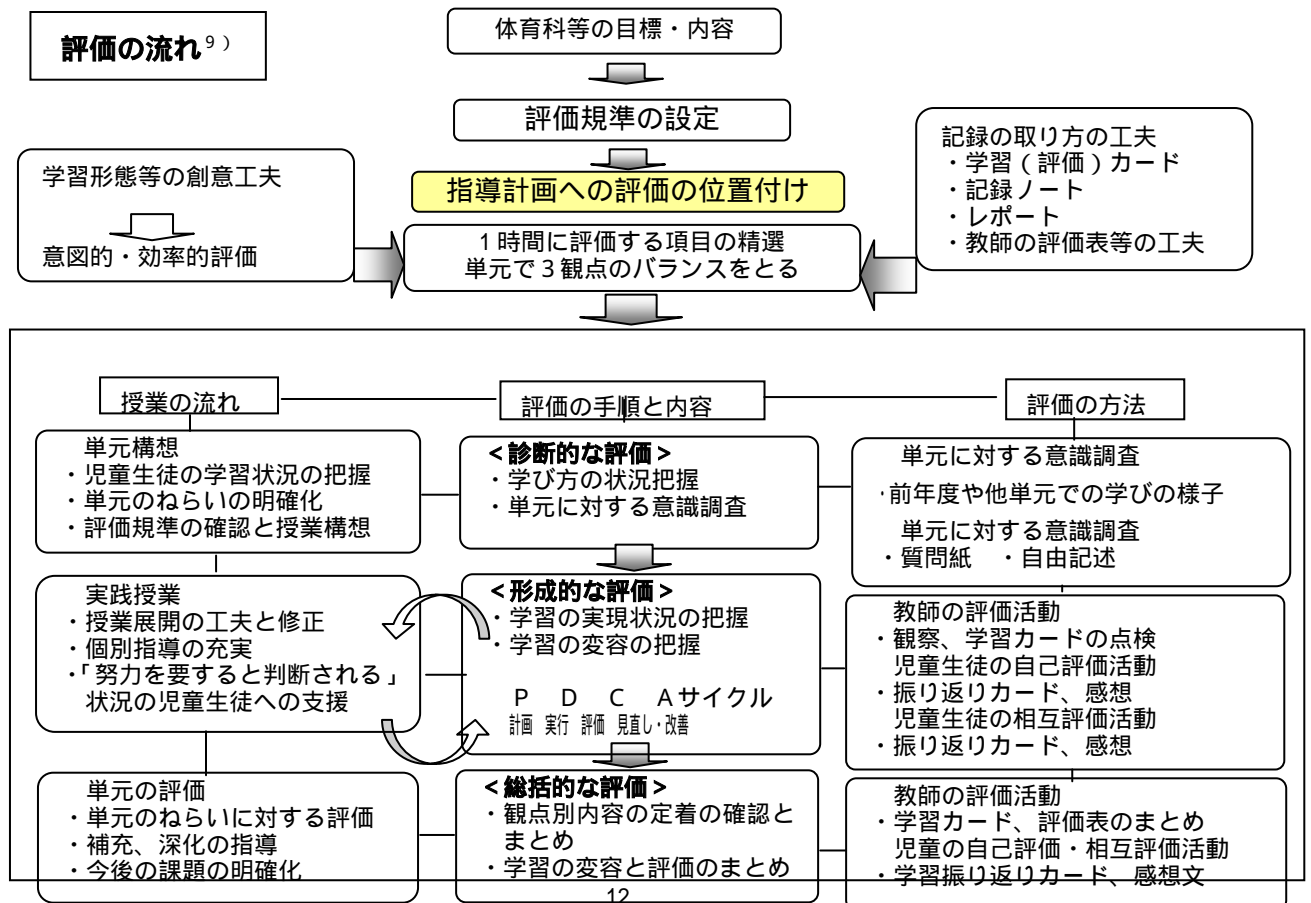 評価の流れ9)
体育科等の目標・内容
評価規準の設定
指導計画への評価の位置付け
学習形態等の創意工夫
意図的・効率的評価
1時間に評価する項目の精選
単元で3観点のバランスをとる
記録の取り方の工夫
・学習(評価)カード
・記録ノート
・レポート
・教師の評価表等の工夫
授業の流れ
評価の手順と内容
評価の方法
単元構想
・児童生徒の学習状況の把握
・単元のねらいの明確化
・評価規準の確認と授業構想
<診断的な評価>
・学び方の状況把握
・単元に対する意識調査
単元に対する意識調査
・前年度や他単元での学びの様子
単元に対する意識調査
・質問紙 ・自由記述
実践授業
・授業展開の工夫と修正
・個別指導の充実
・「努力を要すると判断される」
状況の児童生徒への支援
<形成的な評価>
・学習の実現状況の把握
・学習の変容の把握
P D C Aサイクル
計画 実行 評価 見直し・改善
教師の評価活動
・観察、学習カードの点検
児童生徒の自己評価活動
・振り返りカード、感想
児童生徒の相互評価活動
・振り返りカード、感想
単元の評価
・単元のねらいに対する評価
・補充、深化の指導
・今後の課題の明確化
<総括的な評価>
・観点別内容の定着の確認と
まとめ
・学習の変容と評価のまとめ
教師の評価活動
・学習カード、評価表のまとめ
児童の自己評価・相互評価活動
・学習振り返りカード、感想文
12